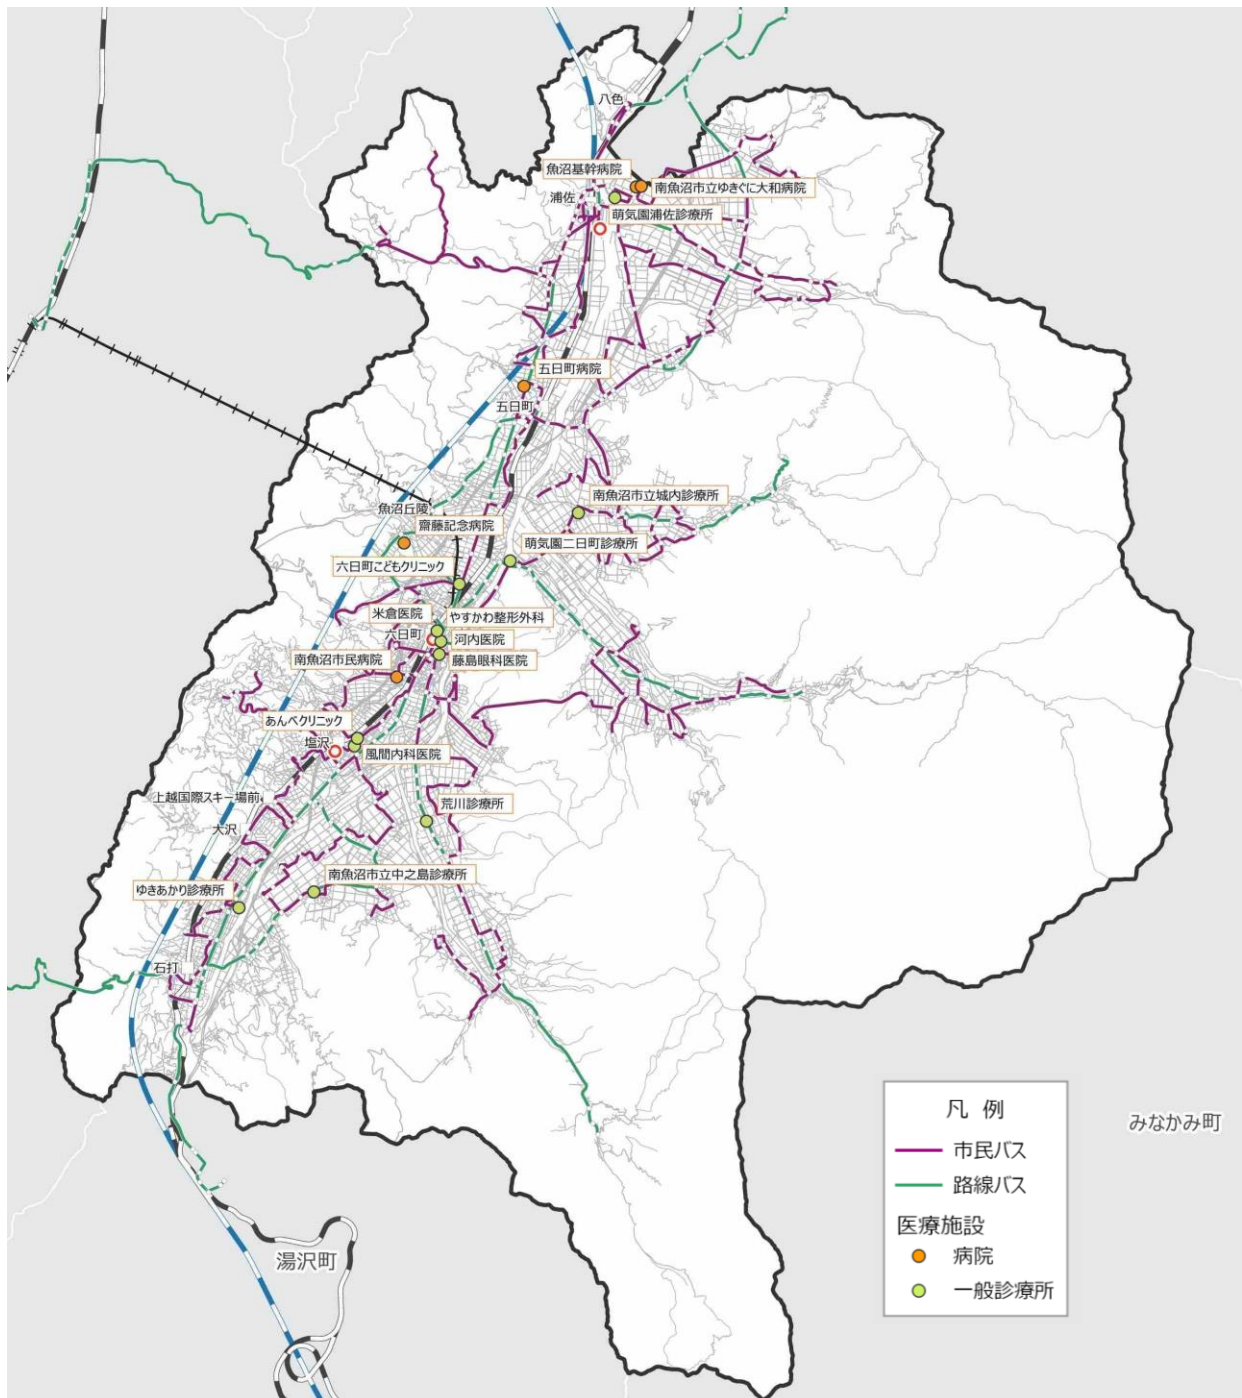 八色
魚沼基幹病院
南魚沼市立ゆきぐに大和病院
浦佐
萌気園浦佐診療所
五日町病院
五日町
南魚沼市立城内診療所
魚沼丘陵
齋藤記念病院
萌気園二日町診療所
六日町こどもクリニック
米倉医院
やすかわ整形外科
六日町
河内医院
南魚沼市民病院
藤島眼科医院
あんべクリニック
塩沢
風間内科医院
上越国際スキー場前
荒川診療所
大沢
南魚沼市立中之島診療所
ゆきあかり診療所
石打
凡 例
市民バス
路線バス
医療施設
病院
一般診療所
みなかみ町
湯沢町